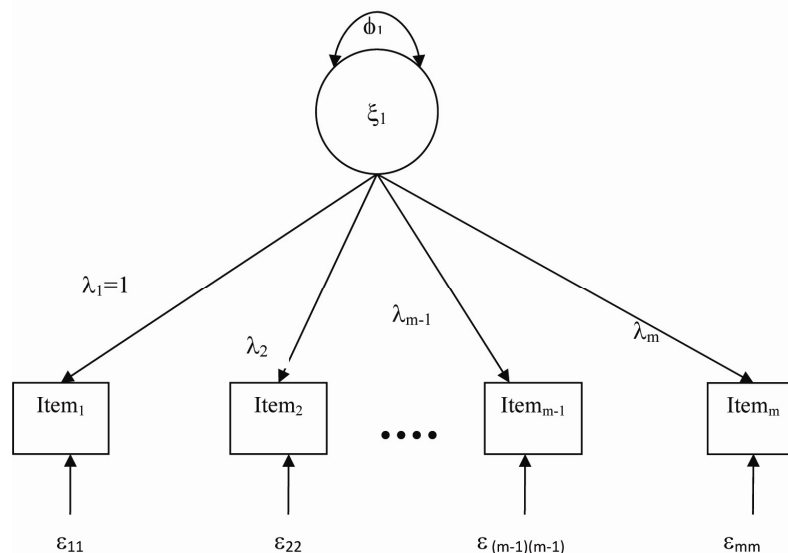 ϕ₁
ξ₁
λ₁=1
λ₂
λₘ₋₁
λₘ
Item₁
Item₂
Itemₘ₋₁
Itemₘ
ε₁₁
ε₂₂
ε₍ₘ₋₁₎₍ₘ₋₁₎
εₘₘ